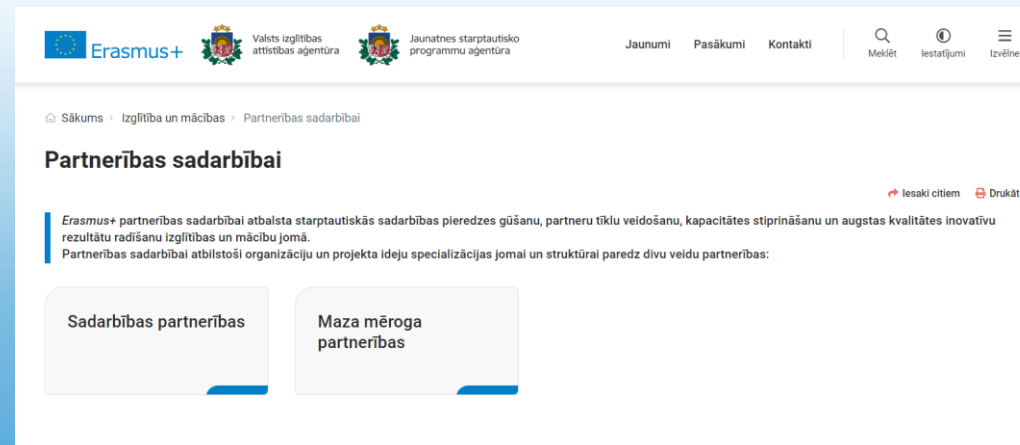 Erasmus+
Valsts izglītības
attīstības aģentūra
Jaunatnes starptautisko
programmu aģentūra
Jaunumi Pasākumi Kontakti
Meklēt Iestatījumi Izvēlne
Sākums > Izglītība un mācības > Partnerības sadarbībai
Partnerības sadarbībai
Iesaki citiem Drukāt
Erasmus+ partnerības sadarbībai atbalsta starptautiskās sadarbības pieredzes gūšanu, partneru tīklu veidošanu, kapacitātes stiprināšanu un augstas kvalitātes inovatīvu
rezultātu radīšanu izglītības un mācību jomā.
Partnerības sadarbībai atbilstoši organizāciju un projekta ideju specializācijas jomai un struktūrai paredz divu veidu partnerības:
Sadarbības partnerības
Maza mēroga
partnerības